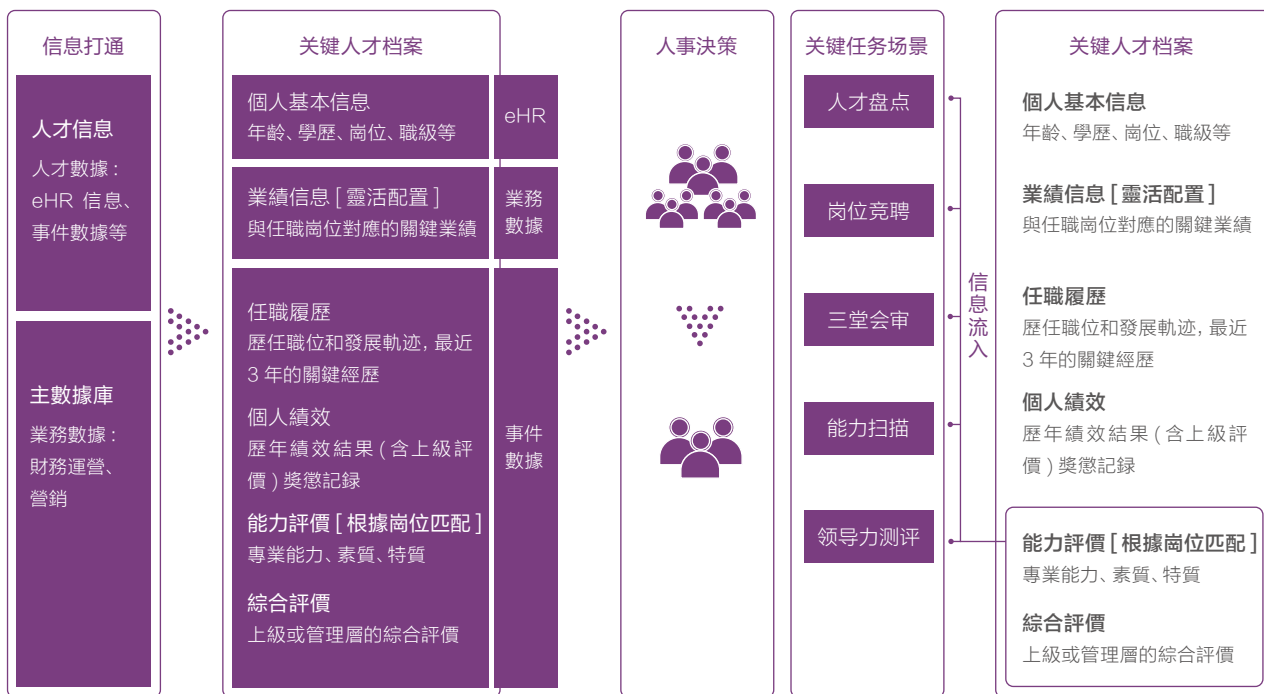 信息打通
人才信息
人才數據：
eHR 信息、
事件數據等
主數據庫
業務數據：
財務運營、
營銷
关键人才档案
個人基本信息
年齡、學歷、崗位、職級等
eHR
業績信息 [ 靈活配置 ]
與任職崗位對應的關鍵業績
業務
數據
任職履歷
歷任職位和發展軌迹, 最近
3 年的關鍵經歷
個人績效
歷年績效結果 ( 含上級評
價 ) 獎懲記録
能力評價 [ 根據崗位匹配 ]
專業能力、素質、特質
綜合評價
上級或管理層的綜合評價
事件
數據
人事決策
关键任务场景
人才盘点
岗位竞聘
三堂会审
能力扫描
领导力测评
信息流入
关键人才档案
個人基本信息
年齡、學歷、崗位、職級等
業績信息 [ 靈活配置 ]
與任職崗位對應的關鍵業績
任職履歷
歷任職位和發展軌迹, 最近
3 年的關鍵經歷
個人績效
歷年績效結果 ( 含上級評
價 ) 獎懲記録
能力評價 [ 根據崗位匹配 ]
專業能力、素質、特質
綜合評價
上級或管理層的綜合評價